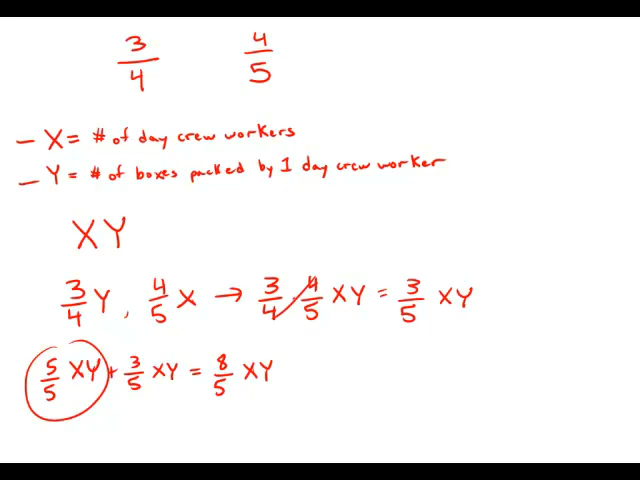 3/4 4/5
– X = # of day crew workers
– Y = # of boxes packed by 1 day crew worker
XY
3/4 Y, 4/5 X → 3/4 · 4/5 XY = 3/5 XY
5/5 XY + 3/5 XY = 8/5 XY